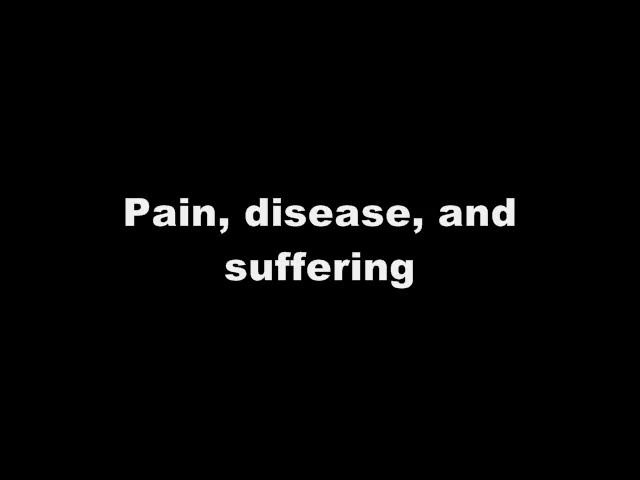 Pain, disease, and
suffering